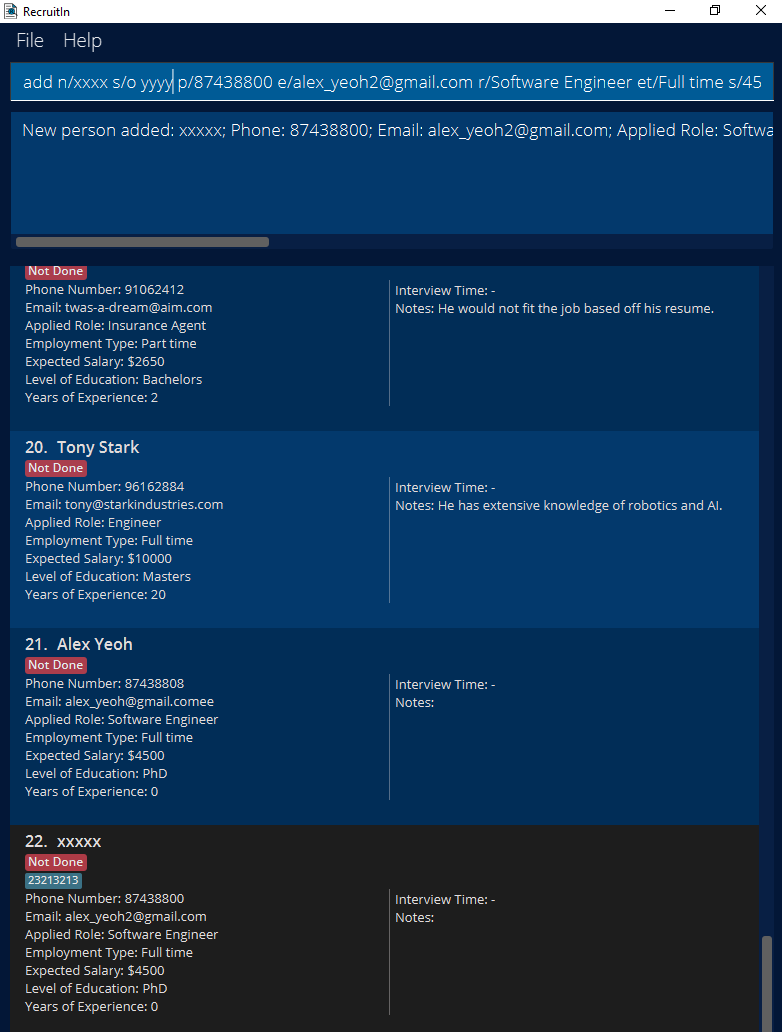 RecruitIn
File Help
add n/xxxx s/o yyyy p/87438800 e/alex_yeoh2@gmail.com r/Software Engineer et/Full time s/45
New person added: xxxxx; Phone: 87438800; Email: alex_yeoh2@gmail.com; Applied Role: Softwa
Not Done
Phone Number: 91062412
Email: twas-a-dream@aim.com
Applied Role: Insurance Agent
Employment Type: Part time
Expected Salary: $2650
Level of Education: Bachelors
Years of Experience: 2
Interview Time: -
Notes: He would not fit the job based off his resume.
20. Tony Stark
Not Done
Phone Number: 96162884
Email: tony@starkindustries.com
Applied Role: Engineer
Employment Type: Full time
Expected Salary: $10000
Level of Education: Masters
Years of Experience: 20
Interview Time: -
Notes: He has extensive knowledge of robotics and AI.
21. Alex Yeoh
Not Done
Phone Number: 87438808
Email: alex_yeoh@gmail.comee
Applied Role: Software Engineer
Employment Type: Full time
Expected Salary: $4500
Level of Education: PhD
Years of Experience: 0
Interview Time: -
Notes:
22. xxxxx
Not Done
23213213
Phone Number: 87438800
Email: alex_yeoh2@gmail.com
Applied Role: Software Engineer
Employment Type: Full time
Expected Salary: $4500
Level of Education: PhD
Years of Experience: 0
Interview Time: -
Notes: